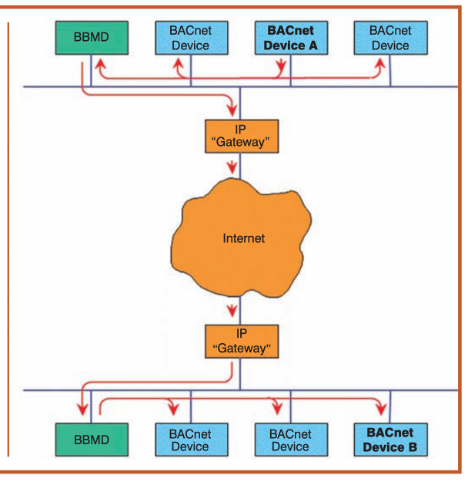 BBMD
BACnet
Device
BACnet
Device A
BACnet
Device
IP
“Gateway”
Internet
IP
“Gateway”
BBMD
BACnet
Device
BACnet
Device
BACnet
Device B